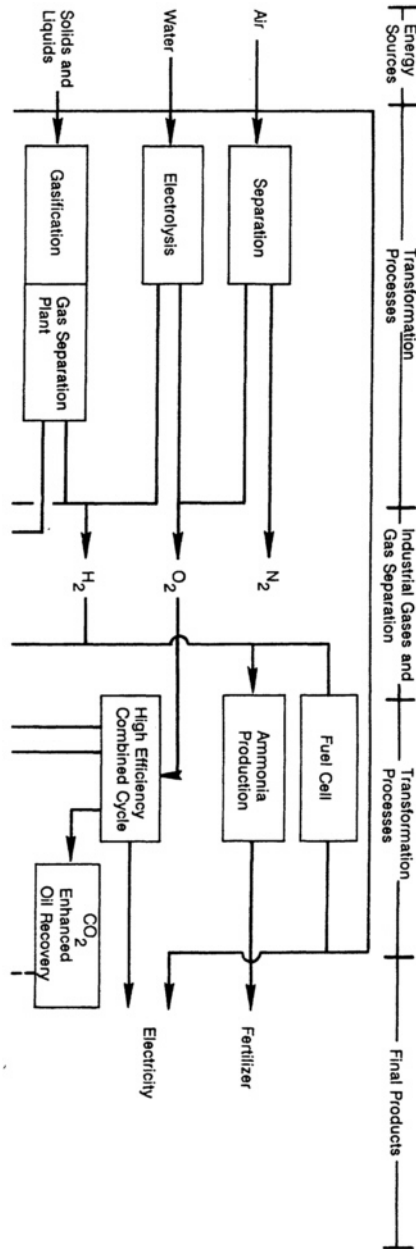 Energy
Sources
Transformation
Processes
Industrial Gases and
Gas Separation
Transformation
Processes
Final Products
Air
Separation
N2
Fuel Cell
Ammonia
Production
Fertilizer
Water
Electrolysis
O2
High Efficiency
Combined Cycle
Electricity
Solids and
Liquids
Gasification
Gas Separation
Plant
H2
CO2
Enhanced
Oil Recovery